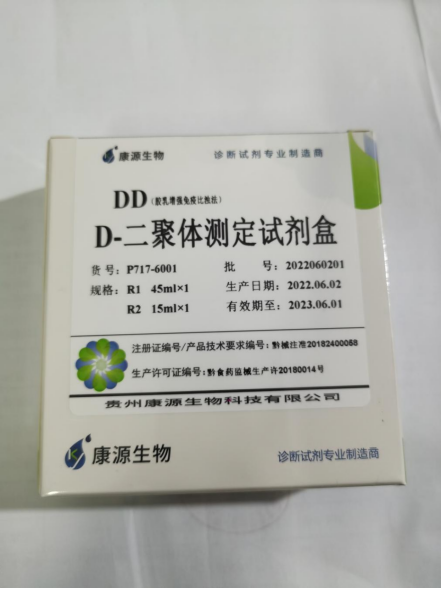 康源生物 诊断试剂专业制造商
DD(胶乳增强免疫比浊法)
D-二聚体测定试剂盒
货号：P717-6001 批 号：2022060201
规格：R1 45ml×1 生产日期：2022.06.02
R2 15ml×1 有效期至：2023.06.01
注册证编号/产品技术要求编号：黔械注准20182400058
生产许可证编号：黔食药监械生产许20180014号
贵州康源生物科技有限公司
康源生物 诊断试剂专业制造商